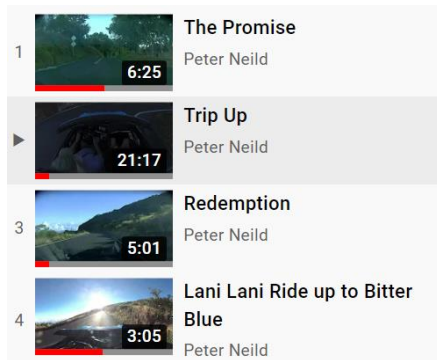 1
The Promise
Peter Neild
6:25
Trip Up
Peter Neild
21:17
3
Redemption
Peter Neild
5:01
4
Lani Lani Ride up to Bitter
Blue
Peter Neild
3:05